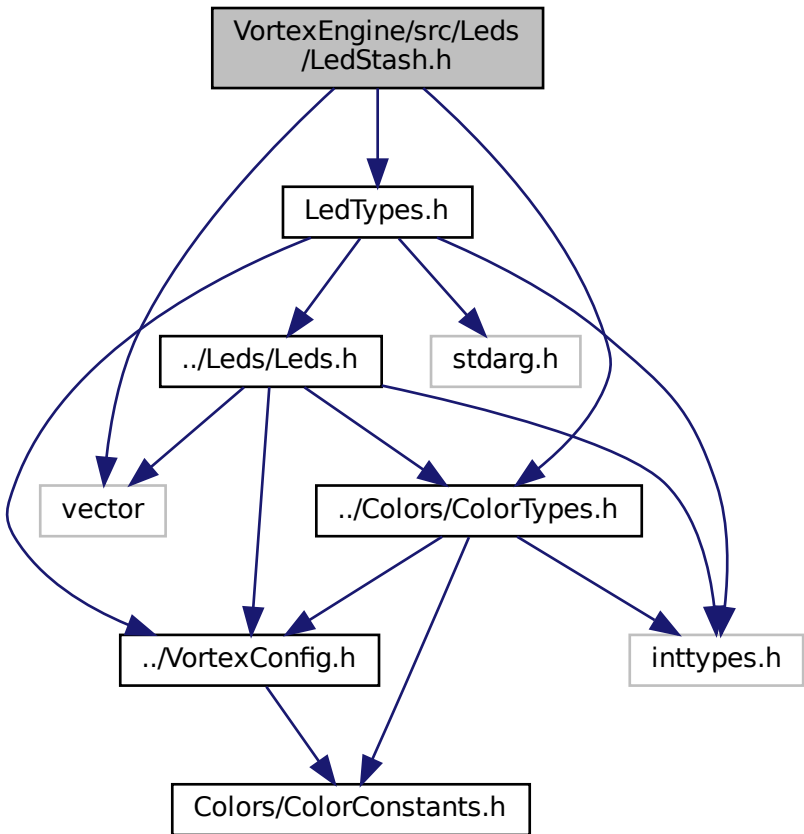 VortexEngine/src/Leds
/LedStash.h
LedTypes.h
../Leds/Leds.h
stdarg.h
vector
../Colors/ColorTypes.h
../VortexConfig.h
inttypes.h
Colors/ColorConstants.h